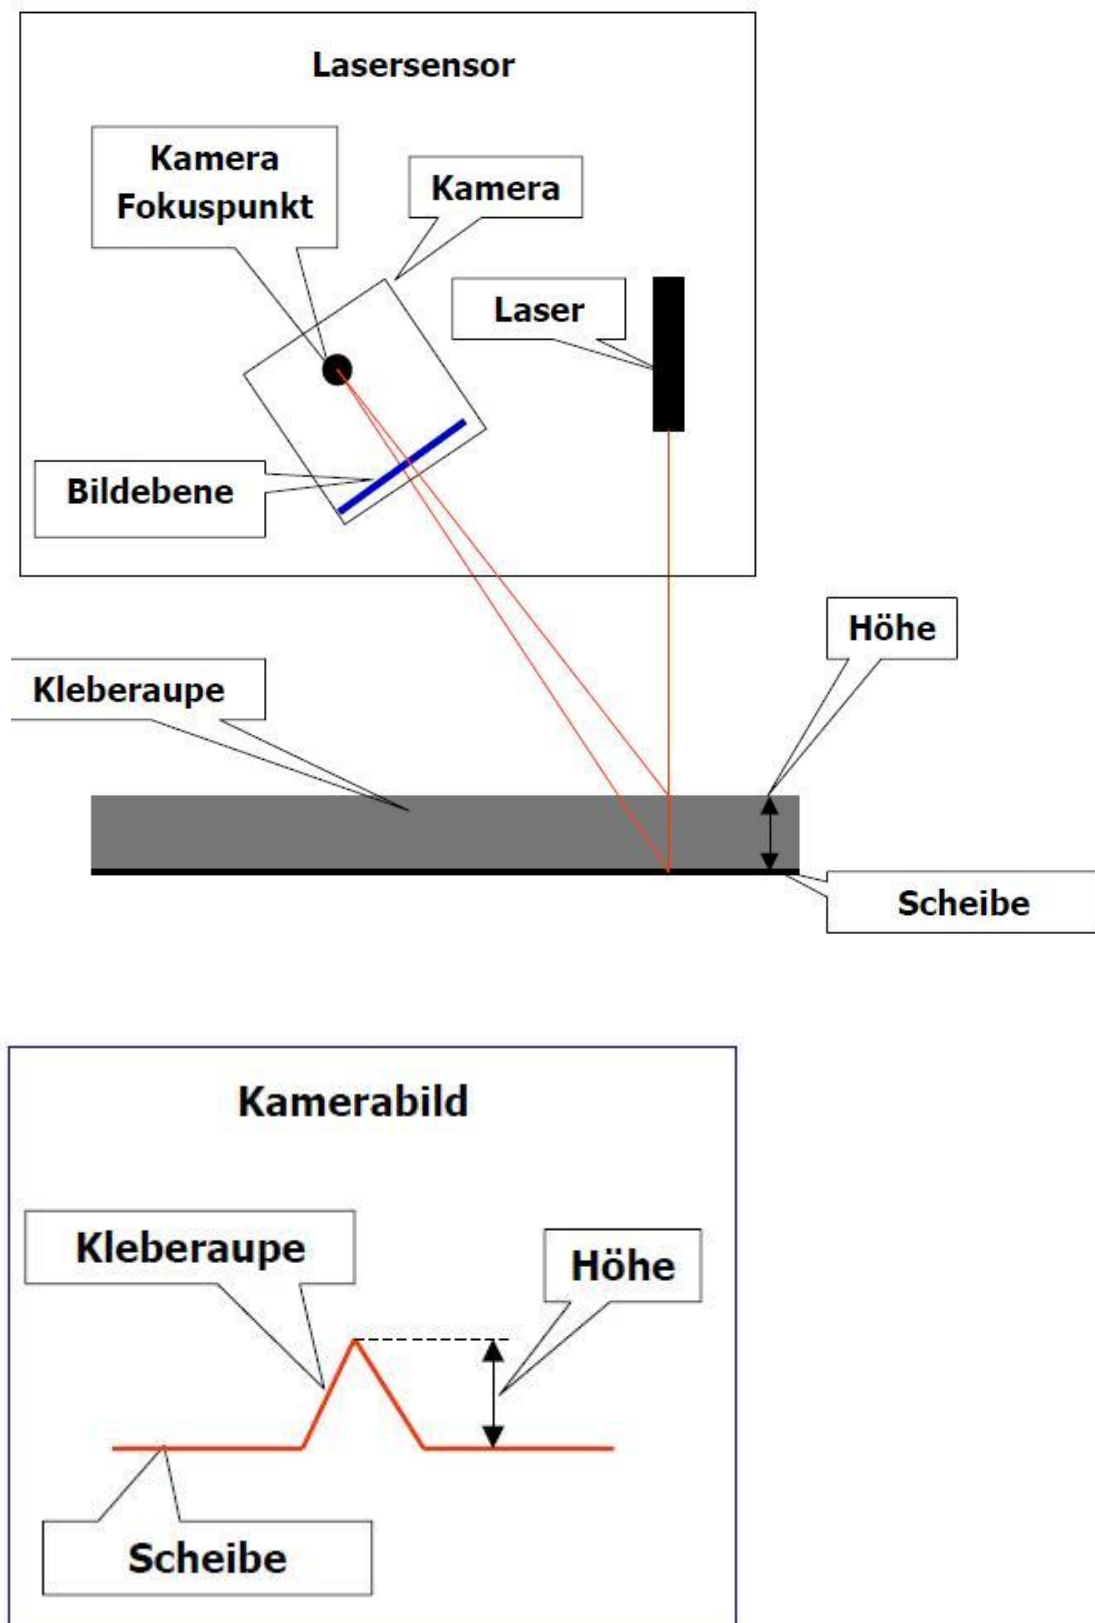 Lasersensor
Kamera
Fokuspunkt
Kamera
Laser
Bildebene
Höhe
Kleberaupe
Scheibe
Kamerabild
Kleberaupe
Höhe
Scheibe